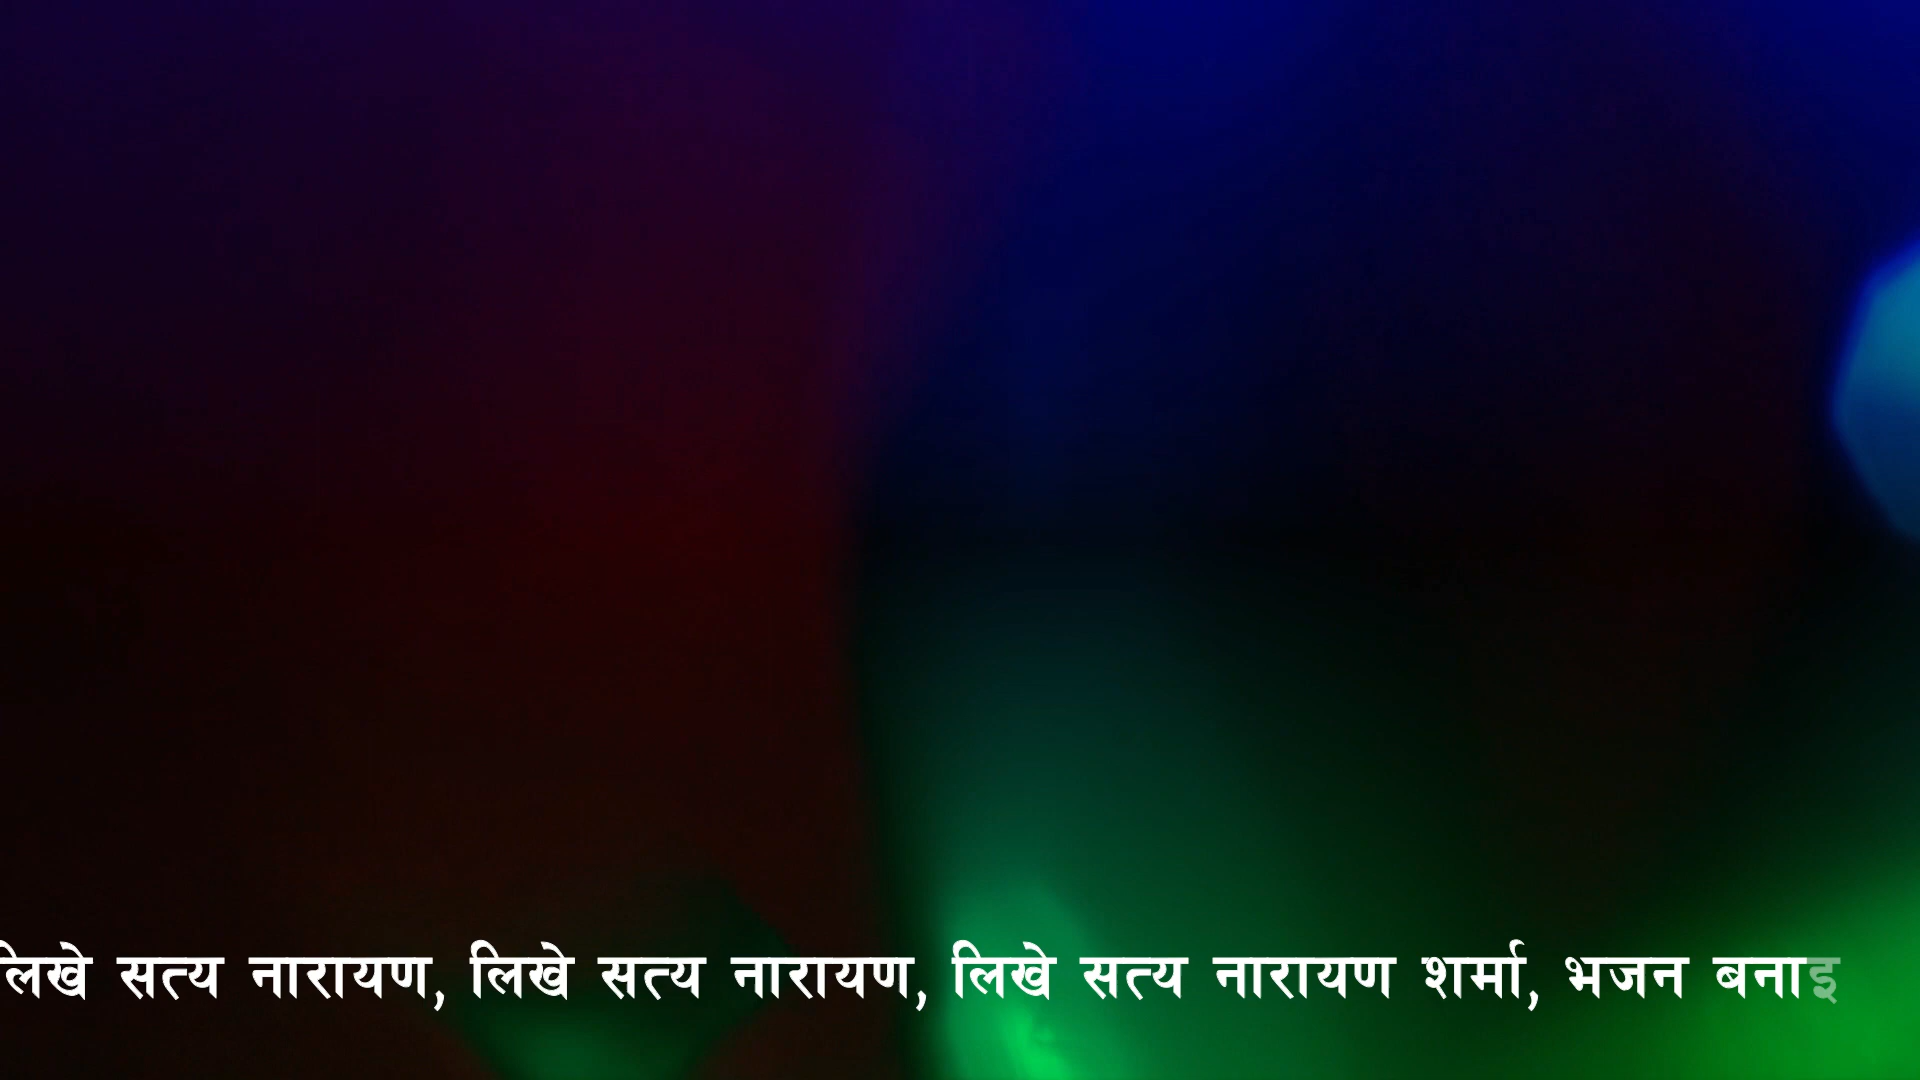 लिखे सत्य नारायण, लिखे सत्य नारायण, लिखे सत्य नारायण शर्मा, भजन बनाइ